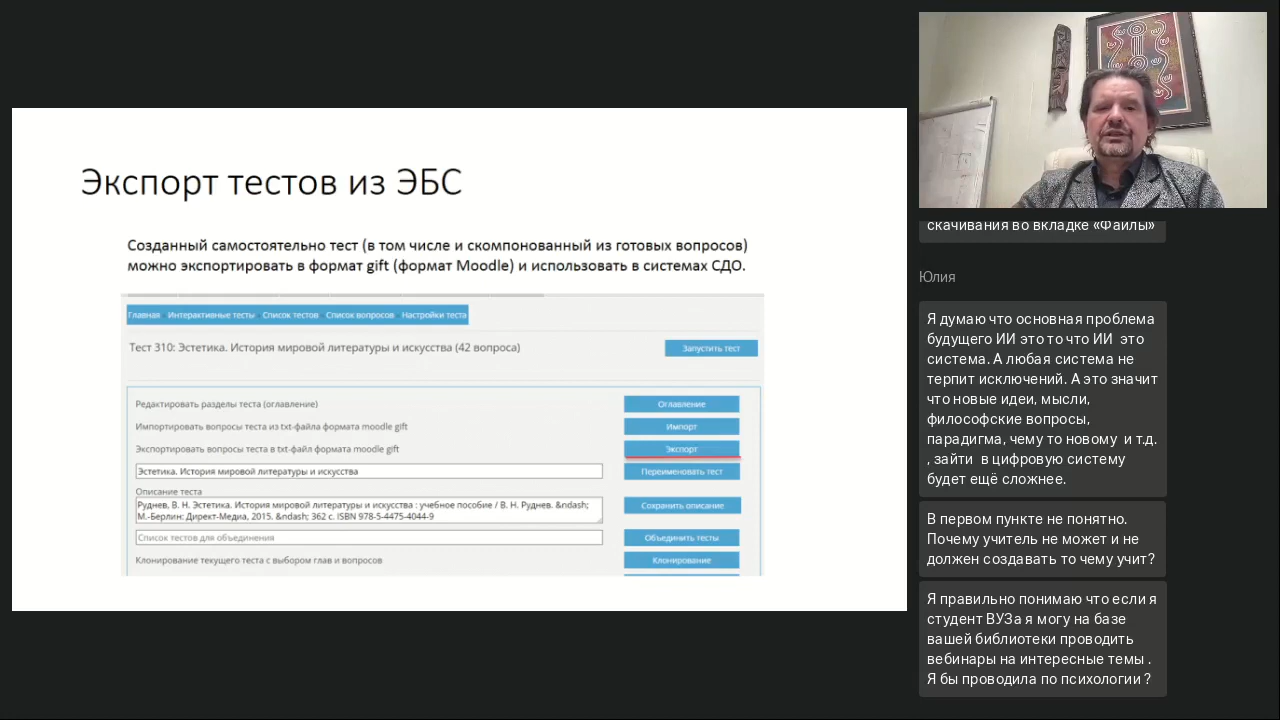 Экспорт тестов из ЭБС
Созданный самостоятельно тест (в том числе и скомпонованный из готовых вопросов)
можно экспортировать в формат gift (формат Moodle) и использовать в системах СДО.
Главная Интерактивные тесты Список тестов Список вопросов Настройки теста
Тест 310: Эстетика. История мировой литературы и искусства (42 вопроса)
Запустить тест
Редактировать разделы теста (оглавление)
Оглавление
Импортировать вопросы теста из txt-файла формата moodle gift
Импорт
Экспортировать вопросы теста в txt-файл формата moodle gift
Экспорт
Эстетика. История мировой литературы и искусства
Переименовать тест
Описание теста
Руднев, В. Н. Эстетика. История мировой литературы и искусства : учебное пособие / В. Н. Руднев. &ndash;
М.-Берлин: Директ-Медиа, 2015. &ndash; 362 с. ISBN 978-5-4475-4044-9
Сохранить описание
Список тестов для объединения
Объединить тесты
Клонирование текущего теста с выбором глав и вопросов
Клонирование
скачивания во вкладке «Файлы»
Юлия
Я думаю что основная проблема
будущего ИИ это то что ИИ это
система. А любая система не
терпит исключений. А это значит
что новые идеи, мысли,
философские вопросы,
парадигма, чему то новому и т.д.
, зайти в цифровую систему
будет ещё сложнее.
В первом пункте не понятно.
Почему учитель не может и не
должен создавать то чему учит?
Я правильно понимаю что если я
студент ВУЗа я могу на базе
вашей библиотеки проводить
вебинары на интересные темы .
Я бы проводила по психологии ?